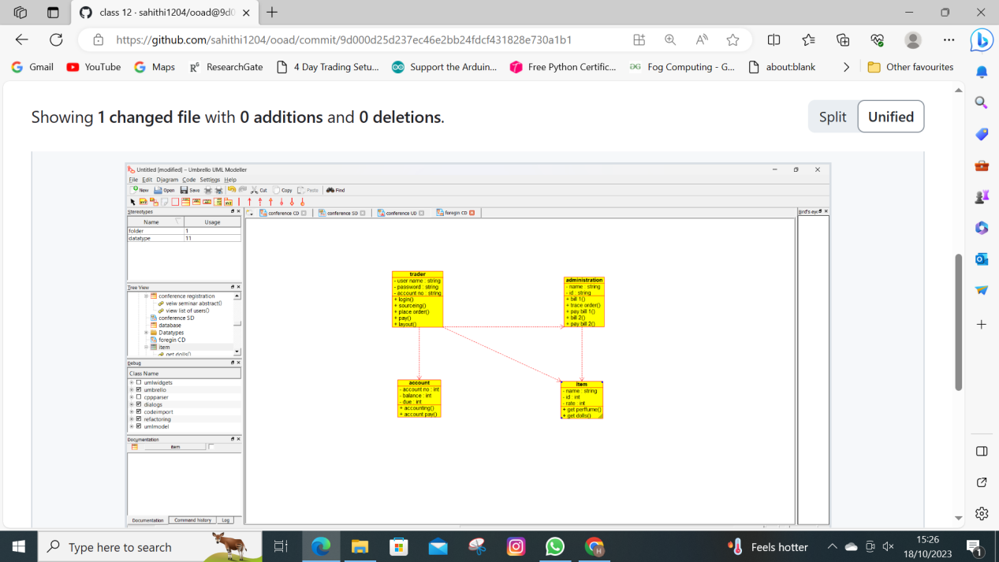 class 12 · sahithi1204/ooad@9d0
https://github.com/sahithi1204/ooad/commit/9d000d25d237ec46e2bb24fdcf431828e730a1b1
Gmail YouTube Maps ResearchGate 4 Day Trading Setu... Support the Arduin... Free Python Certific... Fog Computing - G... about:blank Other favourites
Showing 1 changed file with 0 additions and 0 deletions.
Split Unified
Untitled [modified] - Umbrello UML Modeller
File Edit Diagram Code Settings Help
New Open Save Cut Copy Paste Find
Stereotypes
conference CD conference SD conference UD foregin CD
Bird's eye
Name Usage
folder 1
datatype 11
Tree View
conference registration
veiw seminar abstract()
view list of users()
conference SD
database
Datatypes
foregin CD
item
get dolls()
Debug
Class Name
umlwidgets
umbrello
cppparser
dialogs
codeimport
refactoring
umlmodel
Documentation
item
Documentation Command history Log
trader
- user name : string
- password : string
- account no : string
+ login()
+ sourceing()
+ place order()
+ pay()
+ layout()
administration
- name : string
- id : string
+ bill 1()
+ trace order()
+ pay bill 1()
+ bill 2()
+ pay bill 2()
account
- account no : int
- balance : int
- due : int
+ accounting()
+ account pay()
item
- name : string
- id : int
- rate : int
+ get perffume()
+ get dolls()
Type here to search
Feels hotter
15:26
18/10/2023
1